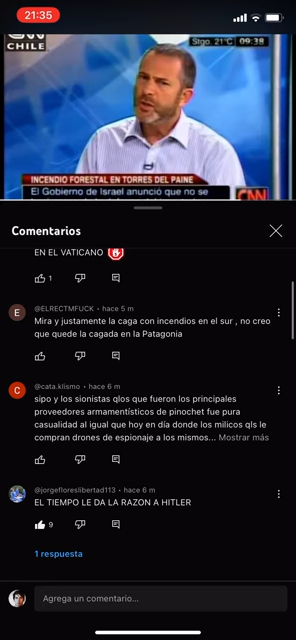 21:35
CNN
CHILE
Stgo. 21°C 09:38
INCENDIO FORESTAL EN TORRES DEL PAINE
El Gobierno de Israel anunció que no se
CNN
Comentarios
EN EL VATICANO
1
E
@ELRECTMFUCK • hace 5 m
Mira y justamente la caga con incendios en el sur , no creo
que quede la cagada en la Patagonia
C
@cata.klismo • hace 6 m
sipo y los sionistas qlos que fueron los principales
proveedores armamentísticos de pinochet fue pura
casualidad al igual que hoy en día donde los milicos qls le
compran drones de espionaje a los mismos... Mostrar más
@jorgefloreslibertad113 • hace 6 m
EL TIEMPO LE DA LA RAZON A HITLER
9
1 respuesta
Agrega un comentario...